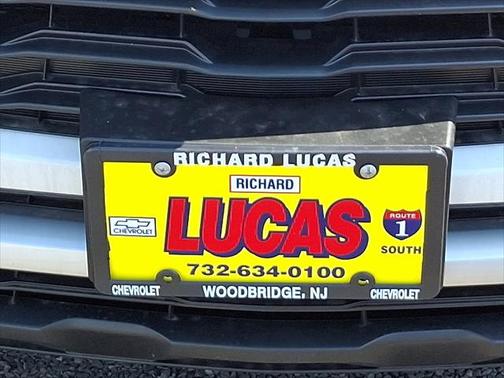 RICHARD LUCAS
RICHARD
LUCAS
CHEVROLET
ROUTE
1
SOUTH
732-634-0100
CHEVROLET WOODBRIDGE, NJ CHEVROLET